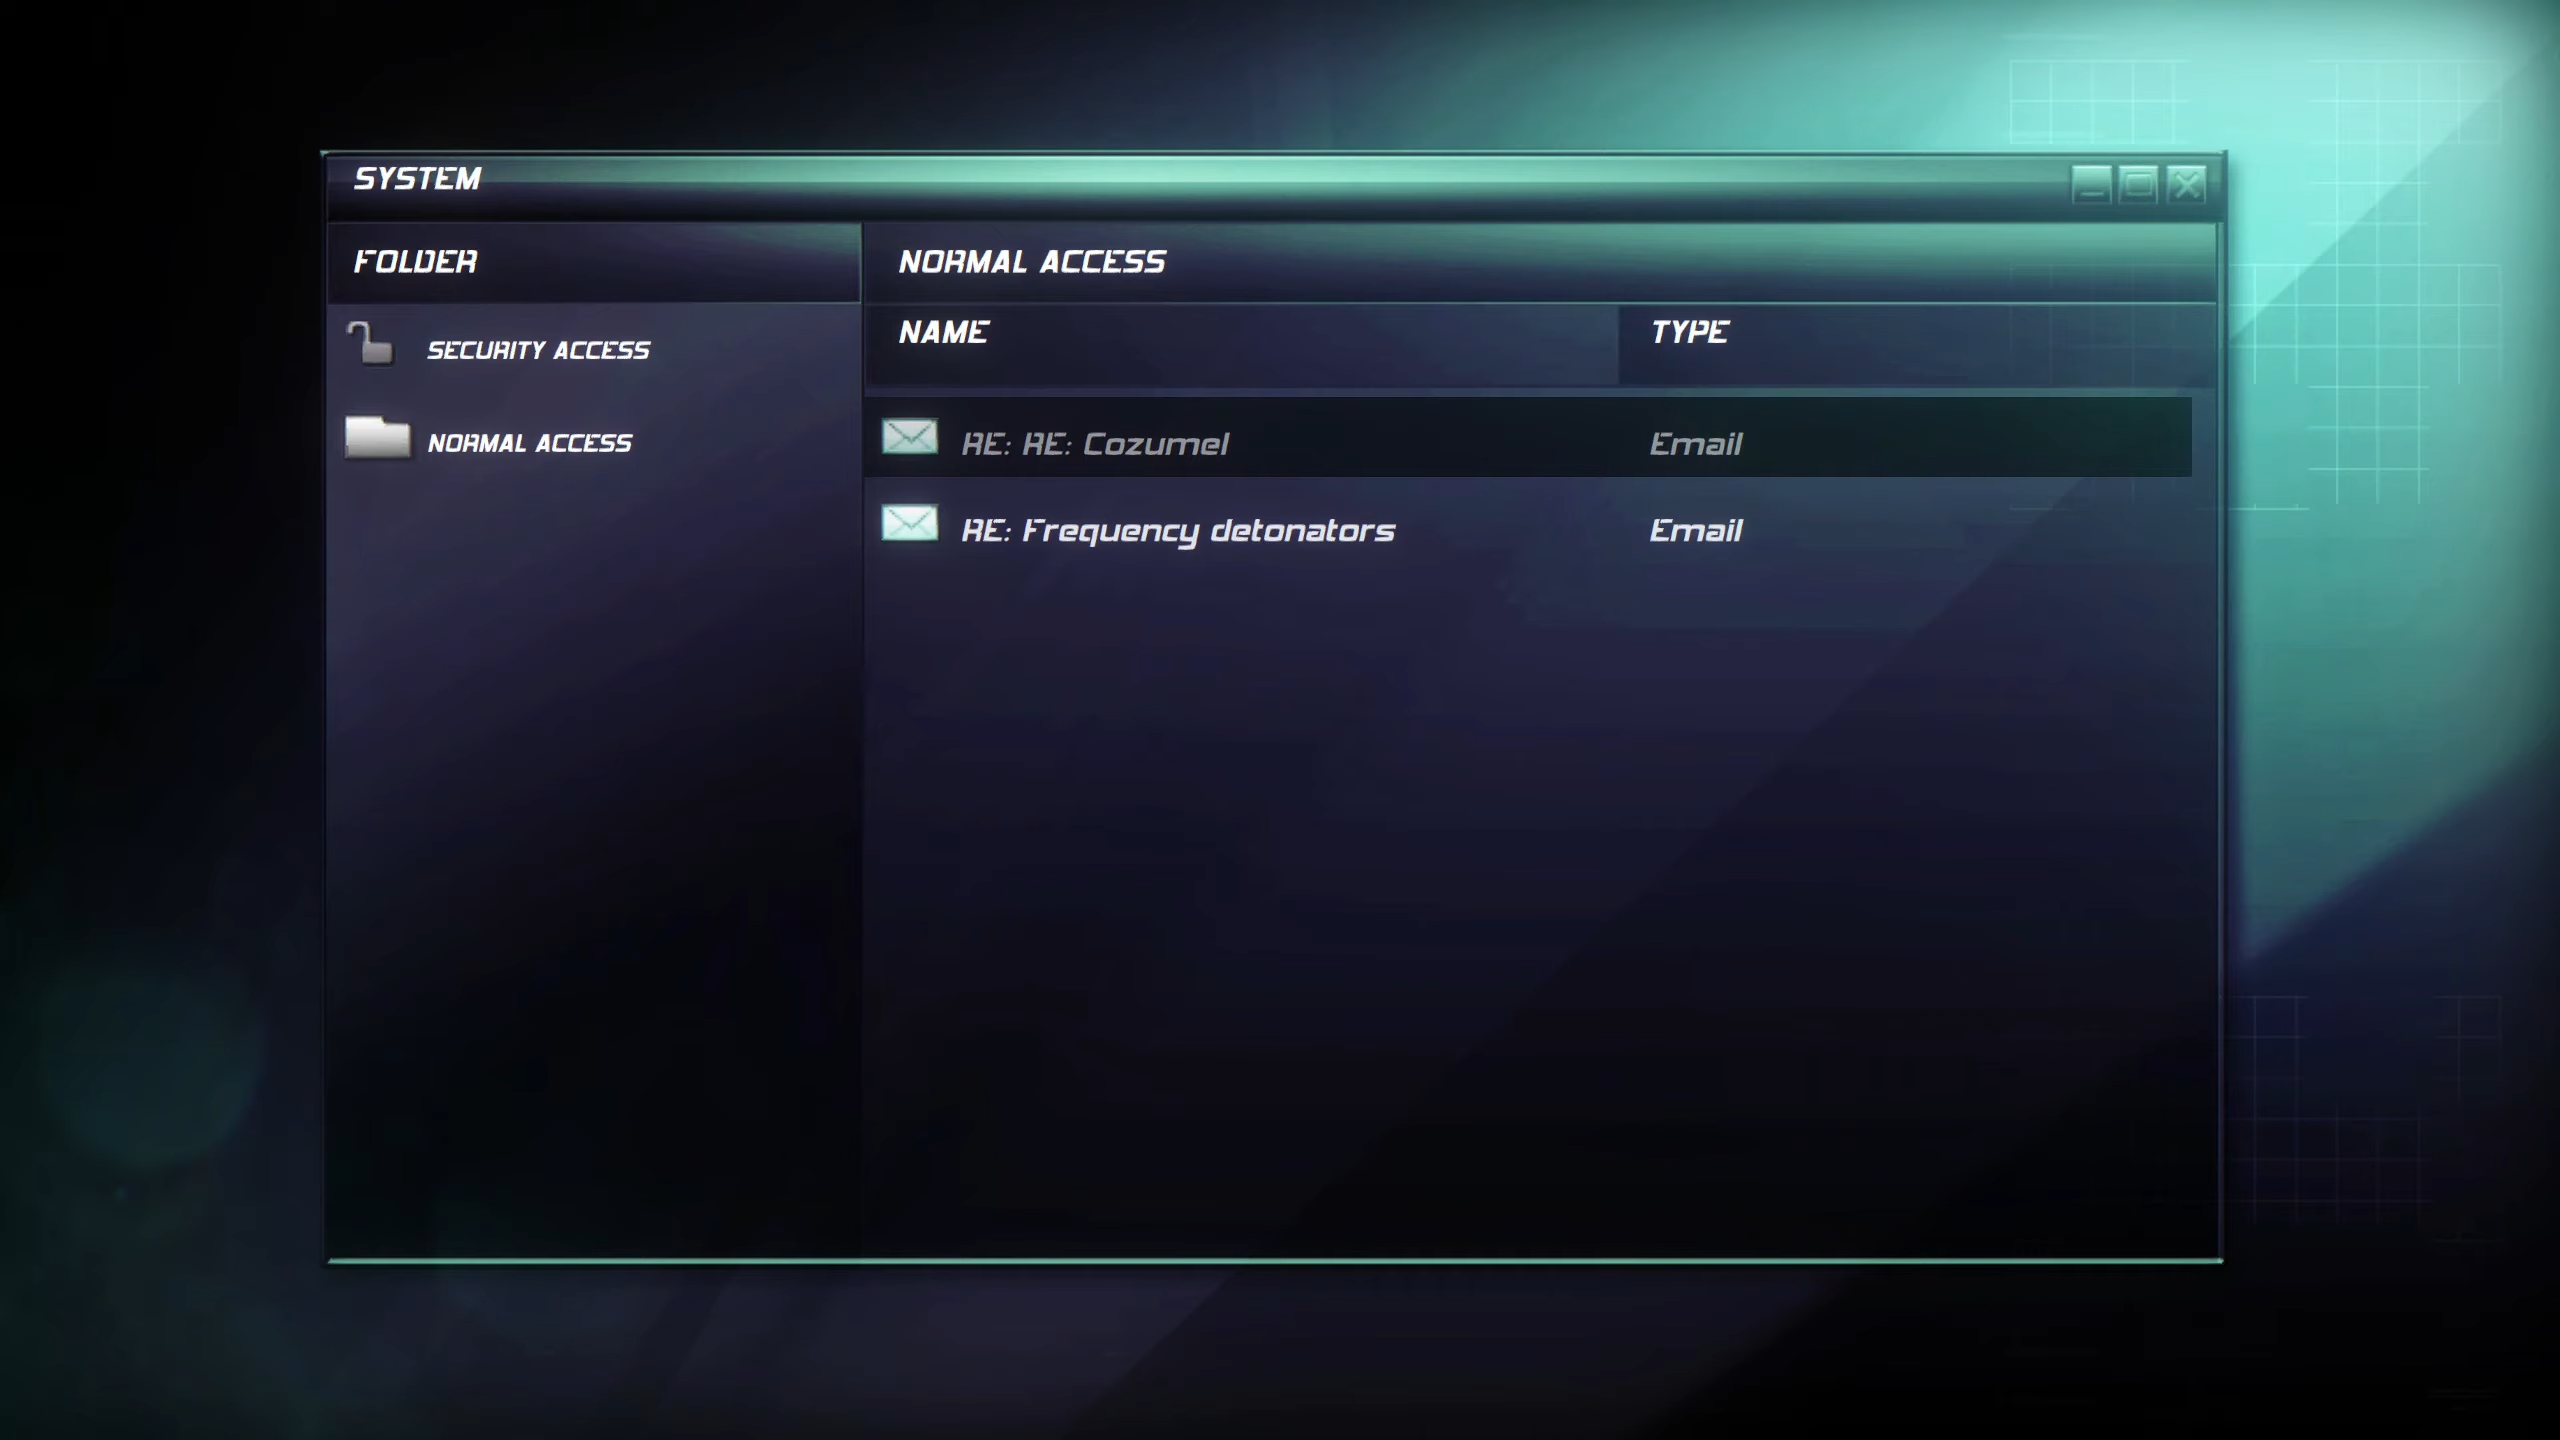 SYSTEM
FOLDER
NORMAL ACCESS
NAME
TYPE
SECURITY ACCESS
NORMAL ACCESS
RE: RE: Cozumel
Email
RE: Frequency detonators
Email